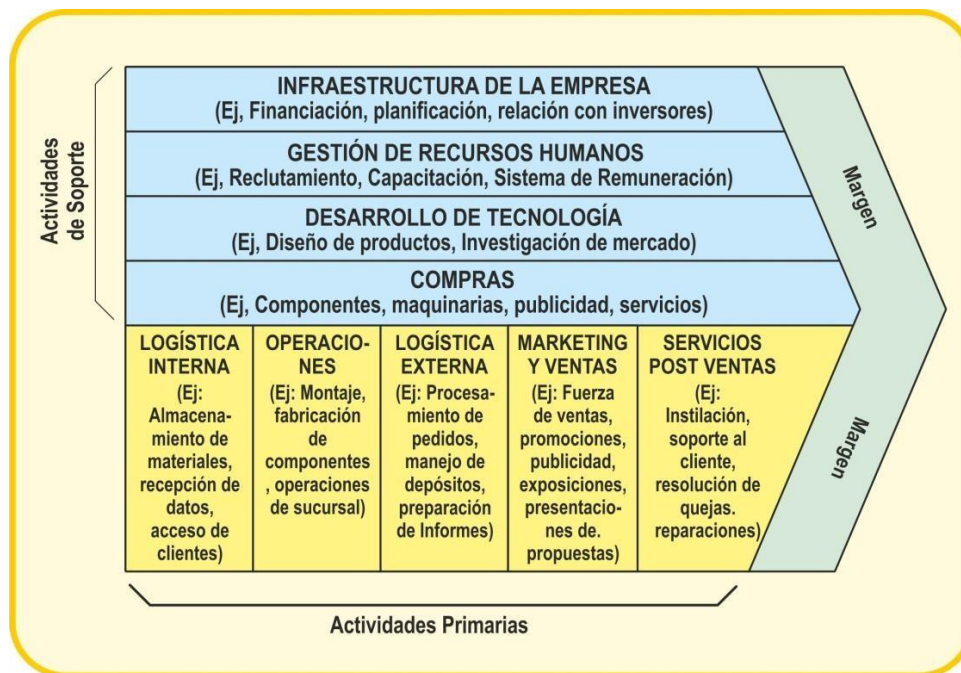 Actividades
de Soporte
INFRAESTRUCTURA DE LA EMPRESA
(Ej, Financiación, planificación, relación con inversores)
GESTIÓN DE RECURSOS HUMANOS
(Ej, Reclutamiento, Capacitación, Sistema de Remuneración)
DESARROLLO DE TECNOLOGÍA
(Ej, Diseño de productos, Investigación de mercado)
COMPRAS
(Ej, Componentes, maquinarias, publicidad, servicios)
LOGÍSTICA
INTERNA
(Ej:
Almacena-
miento de
materiales,
recepción de
datos,
acceso de
clientes)
OPERACIO-
NES
(Ej: Montaje,
fabricación
de
componentes
, operaciones
de sucursal)
LOGÍSTICA
EXTERNA
(Ej: Procesa-
miento de
pedidos,
manejo de
depósitos,
preparación
de Informes)
MARKETING
Y VENTAS
(Ej: Fuerza
de ventas,
promociones,
publicidad,
exposiciones,
presentacio-
nes de.
propuestas)
SERVICIOS
POST VENTAS
(Ej:
Instilación,
soporte al
cliente,
resolución de
quejas.
reparaciones)
Margen
Margen
Actividades Primarias